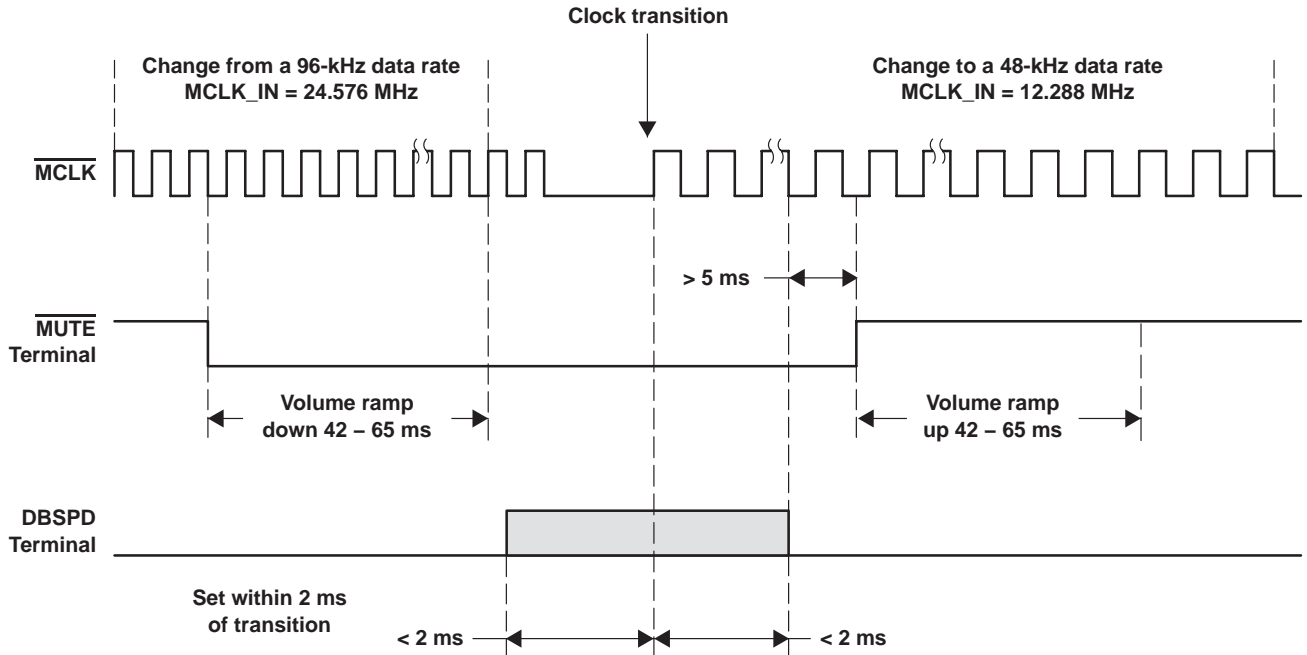 Clock transition
Change from a 96-kHz data rate
MCLK_IN = 24.576 MHz
Change to a 48-kHz data rate
MCLK_IN = 12.288 MHz
MCLK
> 5 ms
MUTE
Terminal
Volume ramp
down 42 – 65 ms
Volume ramp
up 42 – 65 ms
DBSPD
Terminal
Set within 2 ms
of transition
< 2 ms
< 2 ms